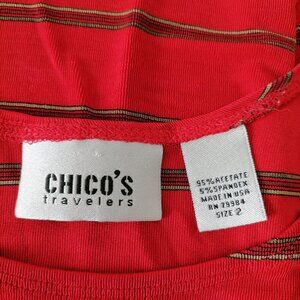 CHICO'S
travelers
95% ACETATE
5% SPANDEX
MADE IN USA
RN 79984
SIZE 2